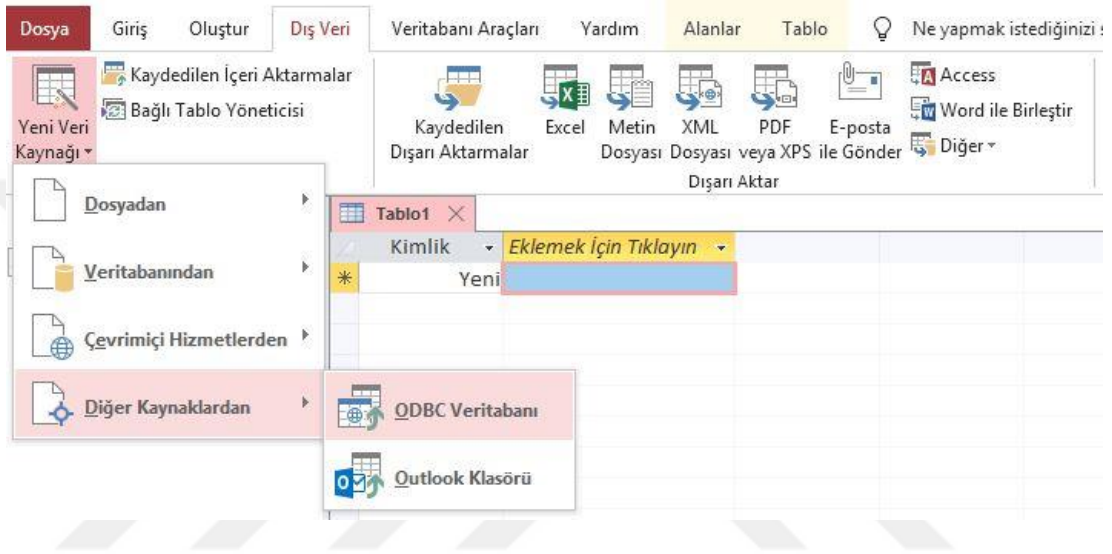 Dosya Giriş Oluştur Dış Veri Veritabanı Araçları Yardım Alanlar Tablo Ne yapmak istediğinizi
Yeni Veri Kaynağı
Kaydedilen İçeri Aktarmalar
Bağlı Tablo Yöneticisi
Kaydedilen Dışarı Aktarmalar
Excel
Metin Dosyası
XML Dosyası
PDF veya XPS
E-posta ile Gönder
Access
Word ile Birleştir
Diğer
Dışarı Aktar
Dosyadan
Veritabanından
Çevrimiçi Hizmetlerden
Diğer Kaynaklardan
ODBC Veritabanı
Outlook Klasörü
Tablo1
Kimlik Eklemek İçin Tıklayın
Yeni